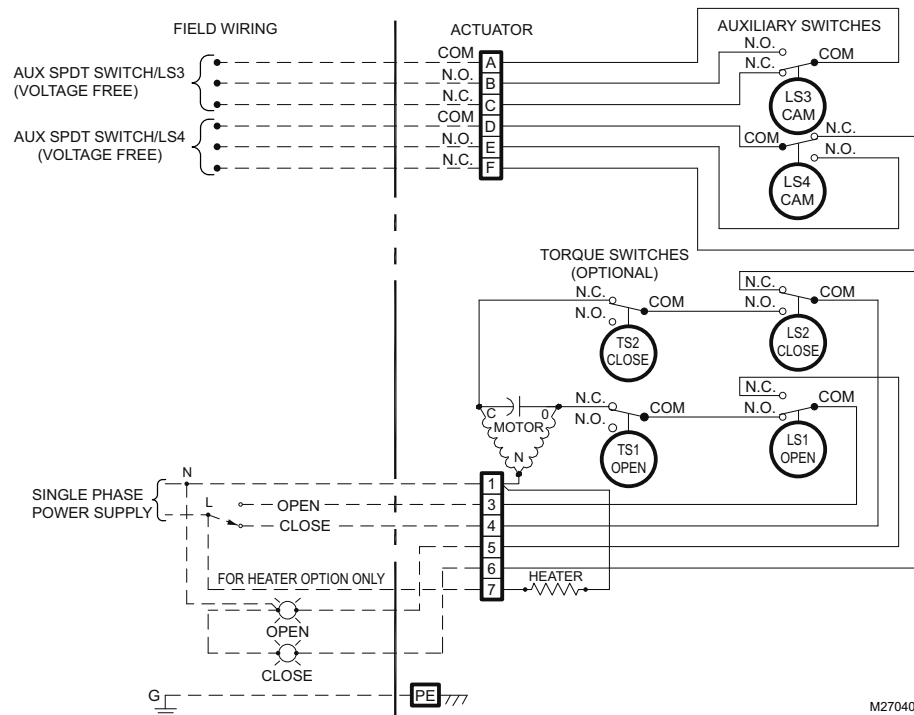 FIELD WIRING
ACTUATOR
AUXILIARY SWITCHES
AUX SPDT SWITCH/LS3
(VOLTAGE FREE)
AUX SPDT SWITCH/LS4
(VOLTAGE FREE)
COM
N.O.
N.C.
COM
N.O.
N.C.
A
B
C
D
E
F
N.O.
N.C.
COM
LS3
CAM
COM
N.C.
N.O.
LS4
CAM
TORQUE SWITCHES
(OPTIONAL)
N.C.
N.O.
COM
TS2
CLOSE
N.C.
N.O.
COM
LS2
CLOSE
C
0
MOTOR
N
N.C.
N.O.
COM
TS1
OPEN
N.C.
N.O.
COM
LS1
OPEN
SINGLE PHASE
POWER SUPPLY
N
L
OPEN
CLOSE
1
3
4
5
6
7
FOR HEATER OPTION ONLY
HEATER
OPEN
CLOSE
G
PE
M27040